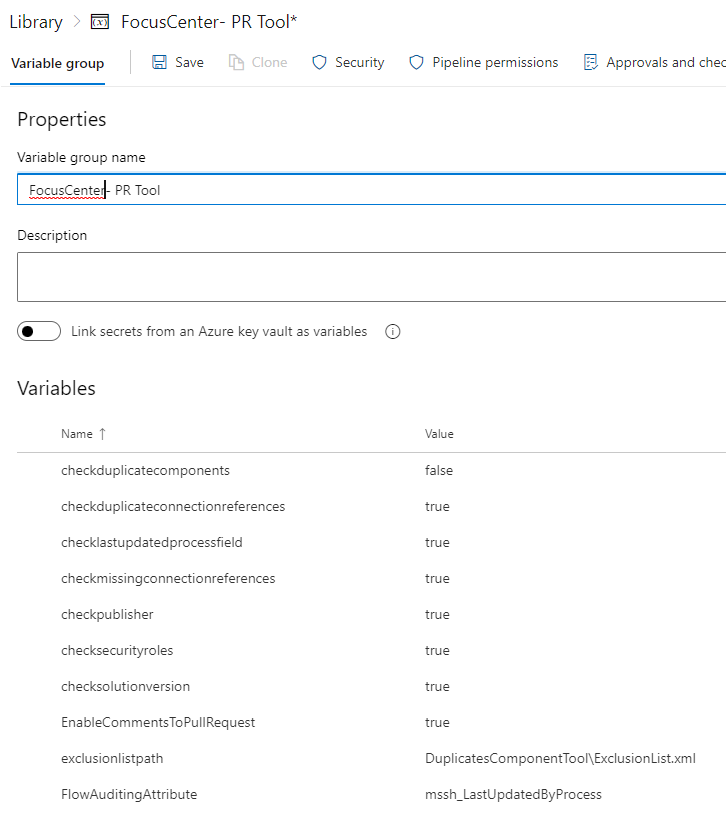 Library > FocusCenter- PR Tool*
Variable group Save Clone Security Pipeline permissions Approvals and chec
Properties
Variable group name
FocusCenter- PR Tool
Description
Link secrets from an Azure key vault as variables
Variables
Name ↑ Value
checkduplicatecomponents false
checkduplicateconnectionreferences true
checklastupdatedprocessfield true
checkmissingconnectionreferences true
checkpublisher true
checksecurityroles true
checksolutionversion true
EnableCommentsToPullRequest true
exclusionlistpath DuplicatesComponentTool\ExclusionList.xml
FlowAuditingAttribute mssh_LastUpdatedByProcess